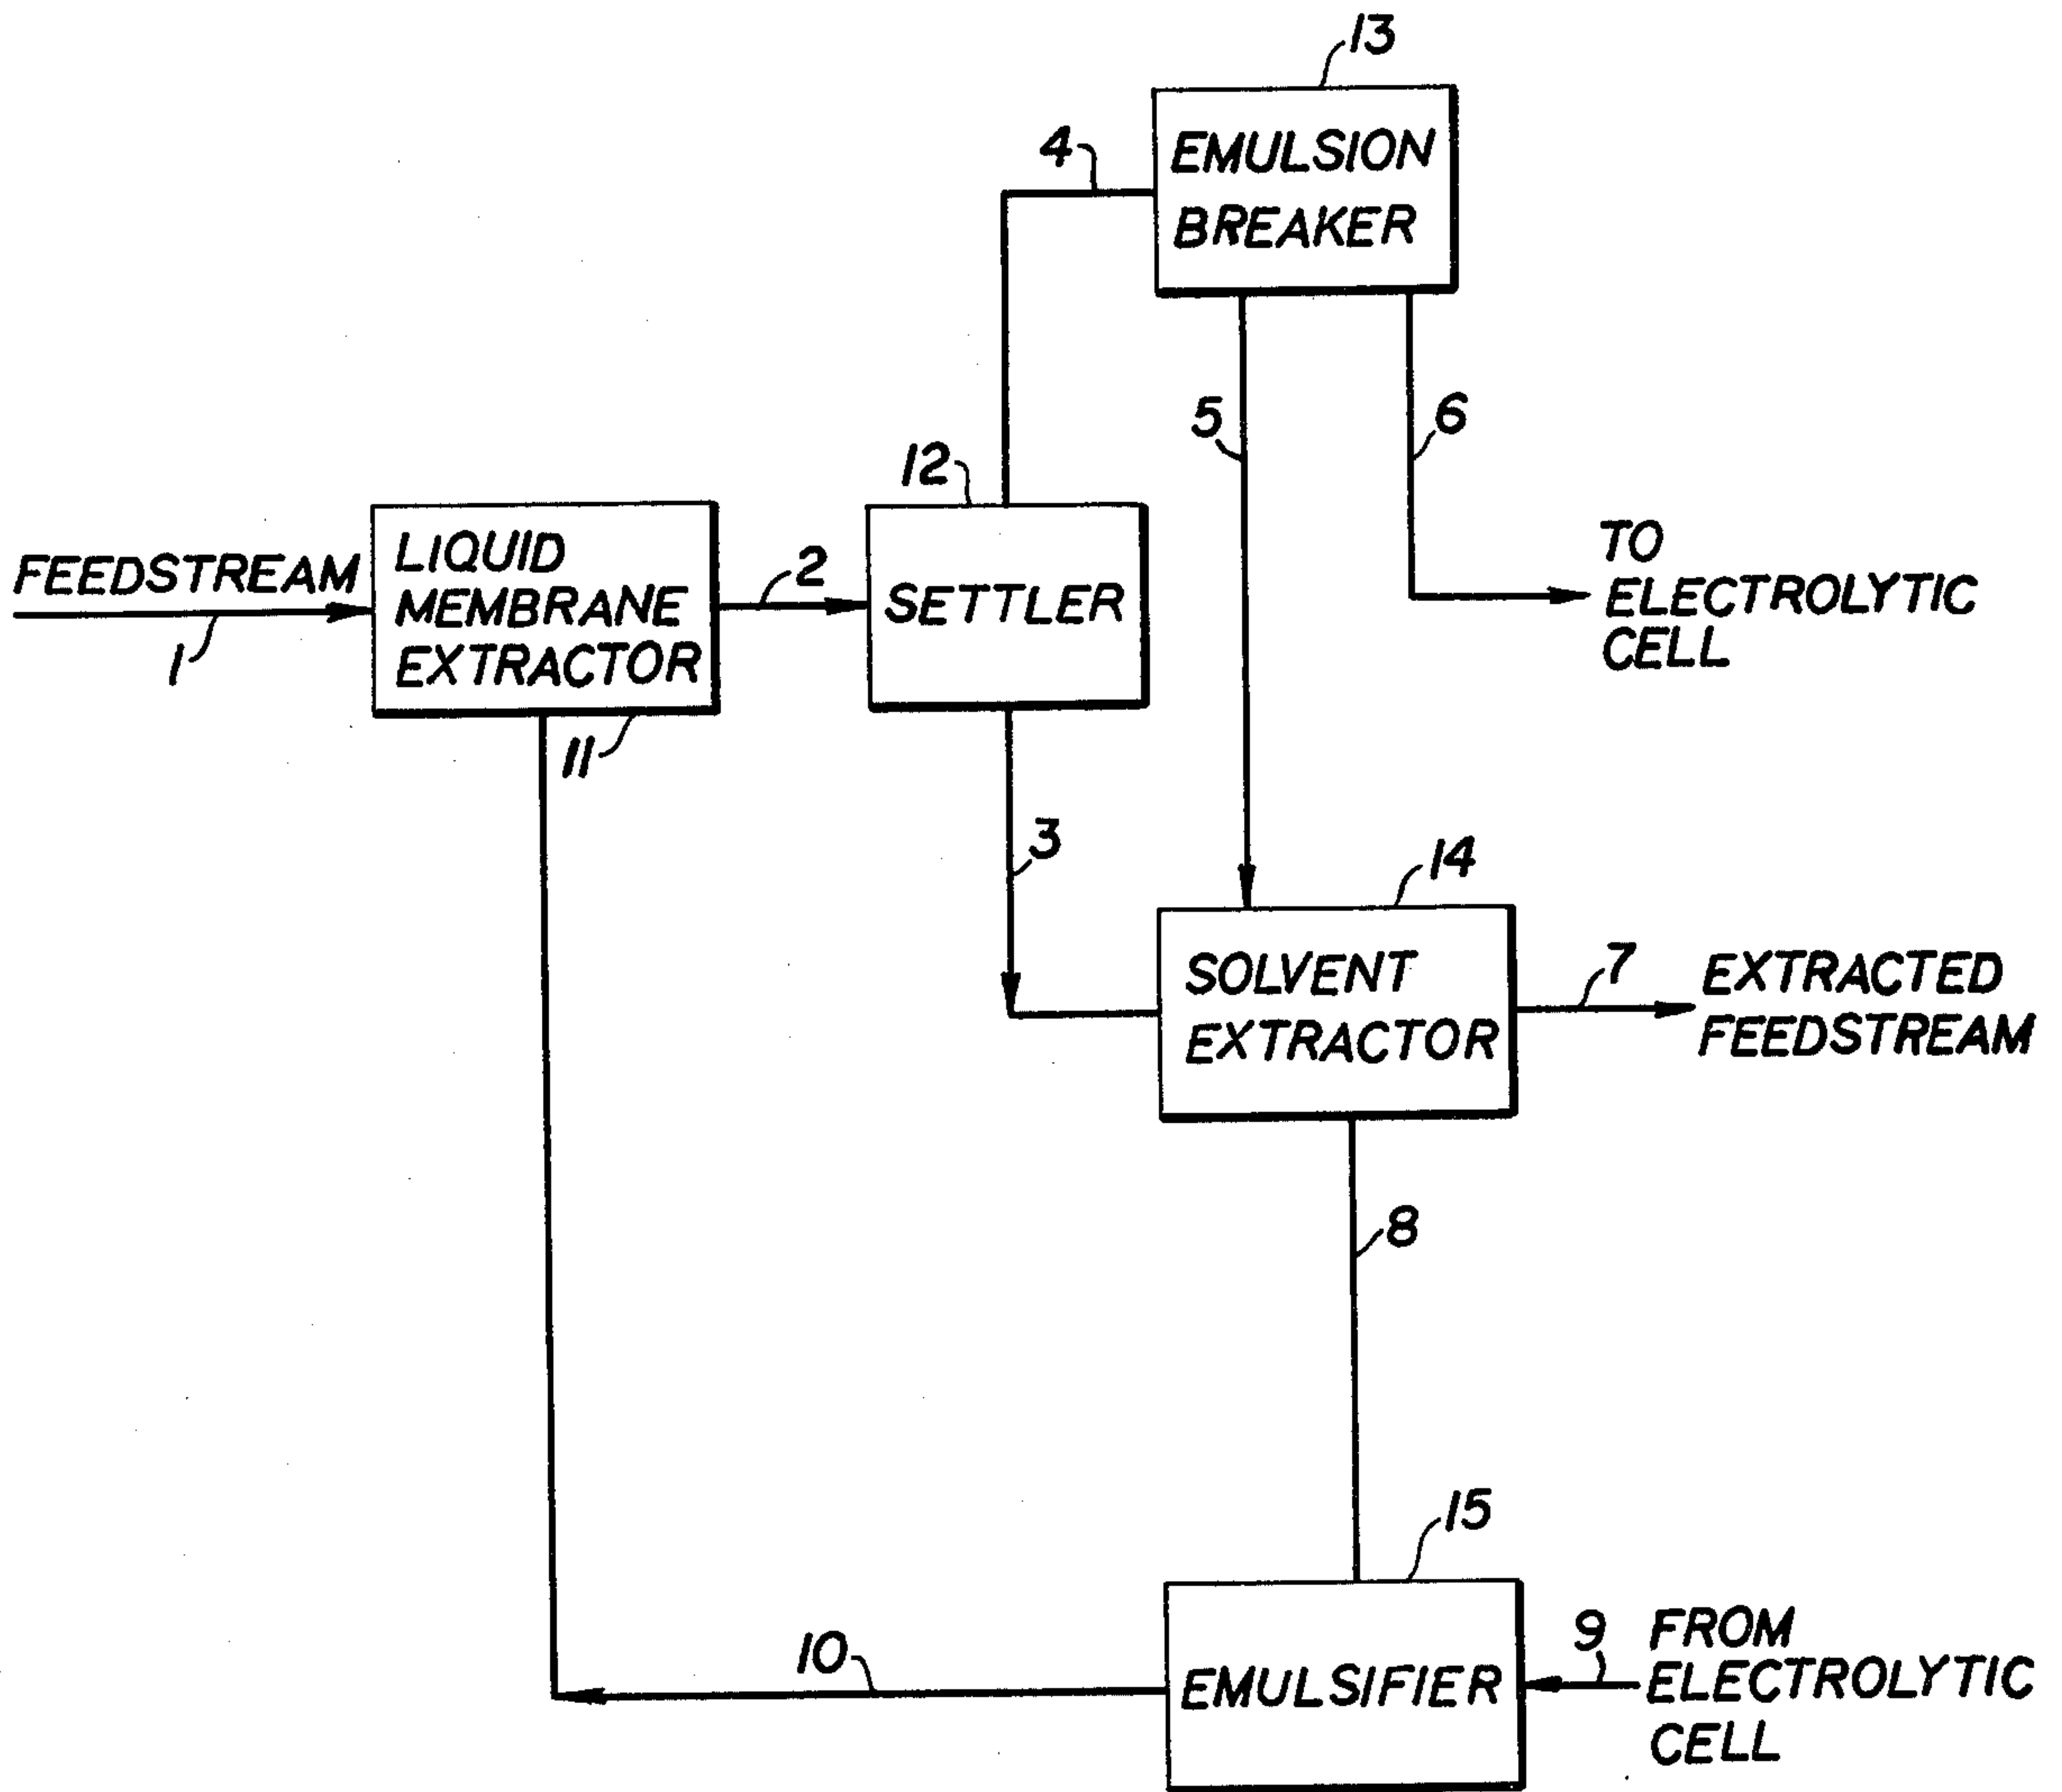 13
EMULSION
BREAKER
4
5
6
12
TO
ELECTROLYTIC
CELL
FEEDSTREAM
1
LIQUID
MEMBRANE
EXTRACTOR
11
2
SETTLER
3
14
SOLVENT
EXTRACTOR
7
EXTRACTED
FEEDSTREAM
8
15
EMULSIFIER
10
9
FROM
ELECTROLYTIC
CELL